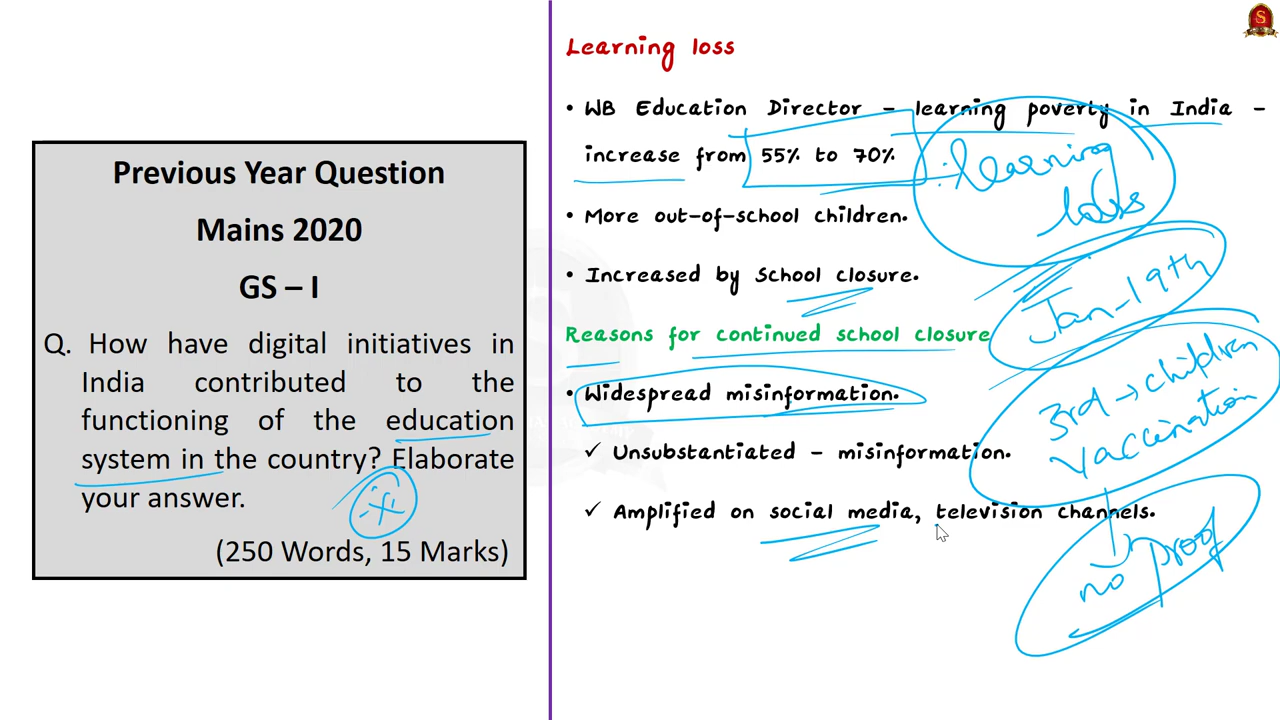 Previous Year Question
Mains 2020
GS – I
Q. How have digital initiatives in
India contributed to the
functioning of the education
system in the country? Elaborate
your answer.
(250 Words, 15 Marks)
Learning loss
• WB Education Director – learning poverty in India –
increase from 55% to 70%
• More out-of-school children.
• Increased by School closure.
Reasons for continued school closure
• Widespread misinformation.
✓ Unsubstantiated – misinformation.
✓ Amplified on social media, television channels.
learning
loss
Jan-19th
3rd → children
vaccination
no proof